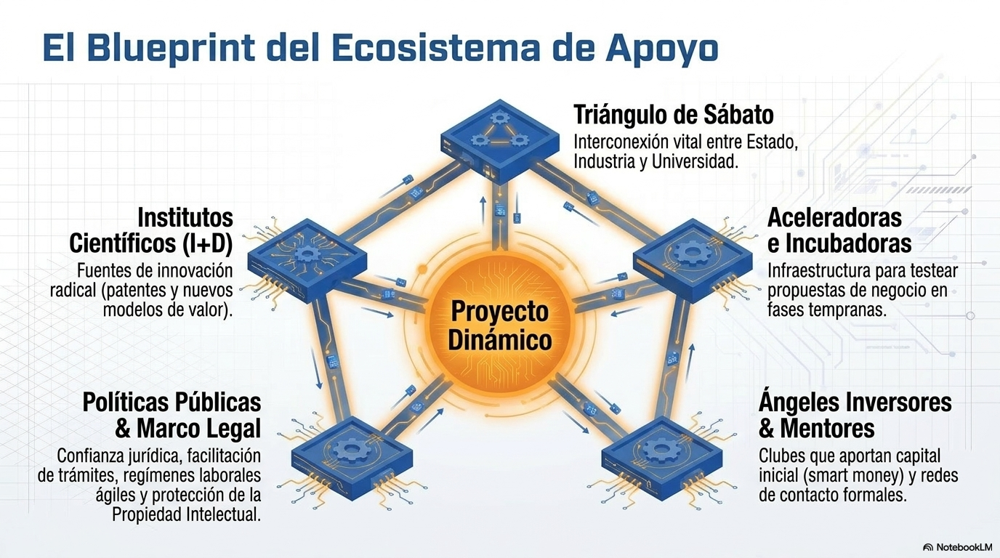 El Blueprint del Ecosistema de Apoyo
Triángulo de Sábato
Interconexión vital entre Estado,
Industria y Universidad.
Institutos
Científicos (I+D)
Fuentes de innovación
radical (patentes y nuevos
modelos de valor).
Aceleradoras
e Incubadoras
Infraestructura para testear
propuestas de negocio en
fases tempranas.
Proyecto
Dinámico
Políticas Públicas
& Marco Legal
Confianza jurídica, facilitación
de trámites, regímenes laborales
ágiles y protección de la
Propiedad Intelectual.
Ángeles Inversores
& Mentores
Clubes que aportan capital
inicial (smart money) y redes
de contacto formales.
NotebookLM